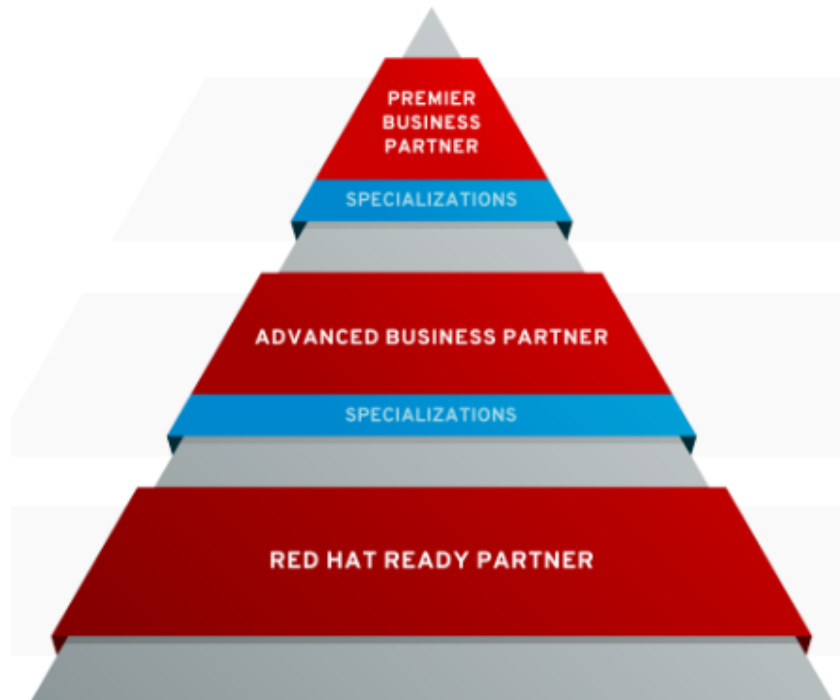 PREMIER
BUSINESS
PARTNER
SPECIALIZATIONS
ADVANCED BUSINESS PARTNER
SPECIALIZATIONS
RED HAT READY PARTNER